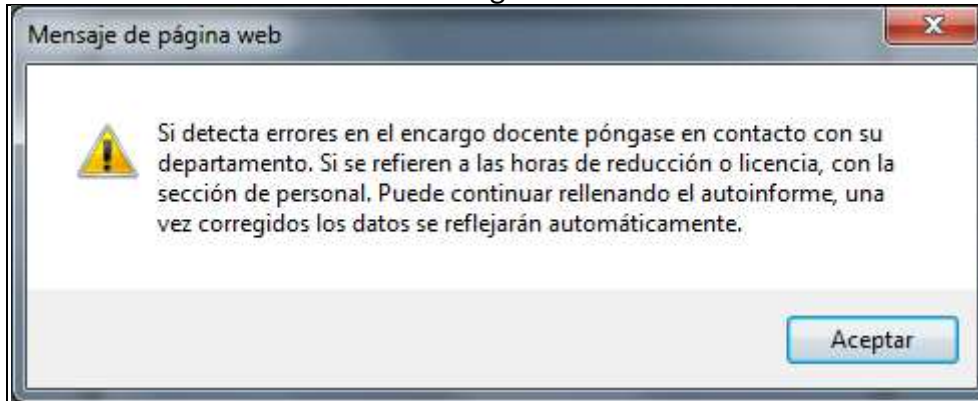 Mensaje de página web
Si detecta errores en el encargo docente póngase en contacto con su
departamento. Si se refieren a las horas de reducción o licencia, con la
sección de personal. Puede continuar rellenando el autoinforme, una
vez corregidos los datos se reflejarán automáticamente.
Aceptar